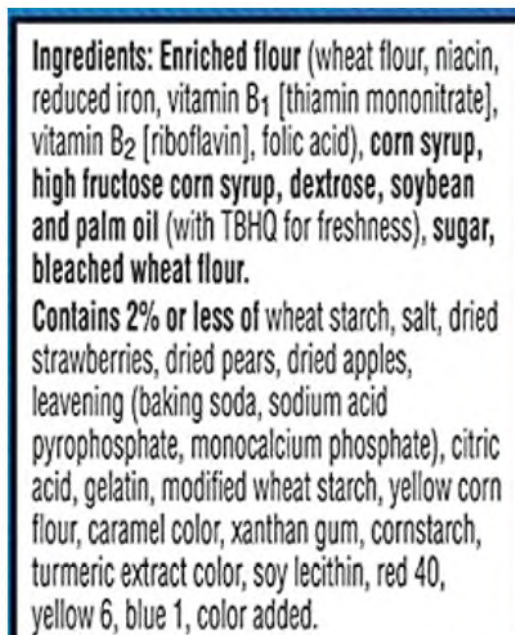 Ingredients: Enriched flour (wheat flour, niacin,
reduced iron, vitamin B1 [thiamin mononitrate],
vitamin B2 [riboflavin], folic acid), corn syrup,
high fructose corn syrup, dextrose, soybean
and palm oil (with TBHQ for freshness), sugar,
bleached wheat flour.
Contains 2% or less of wheat starch, salt, dried
strawberries, dried pears, dried apples,
leavening (baking soda, sodium acid
pyrophosphate, monocalcium phosphate), citric
acid, gelatin, modified wheat starch, yellow corn
flour, caramel color, xanthan gum, cornstarch,
turmeric extract color, soy lecithin, red 40,
yellow 6, blue 1, color added.